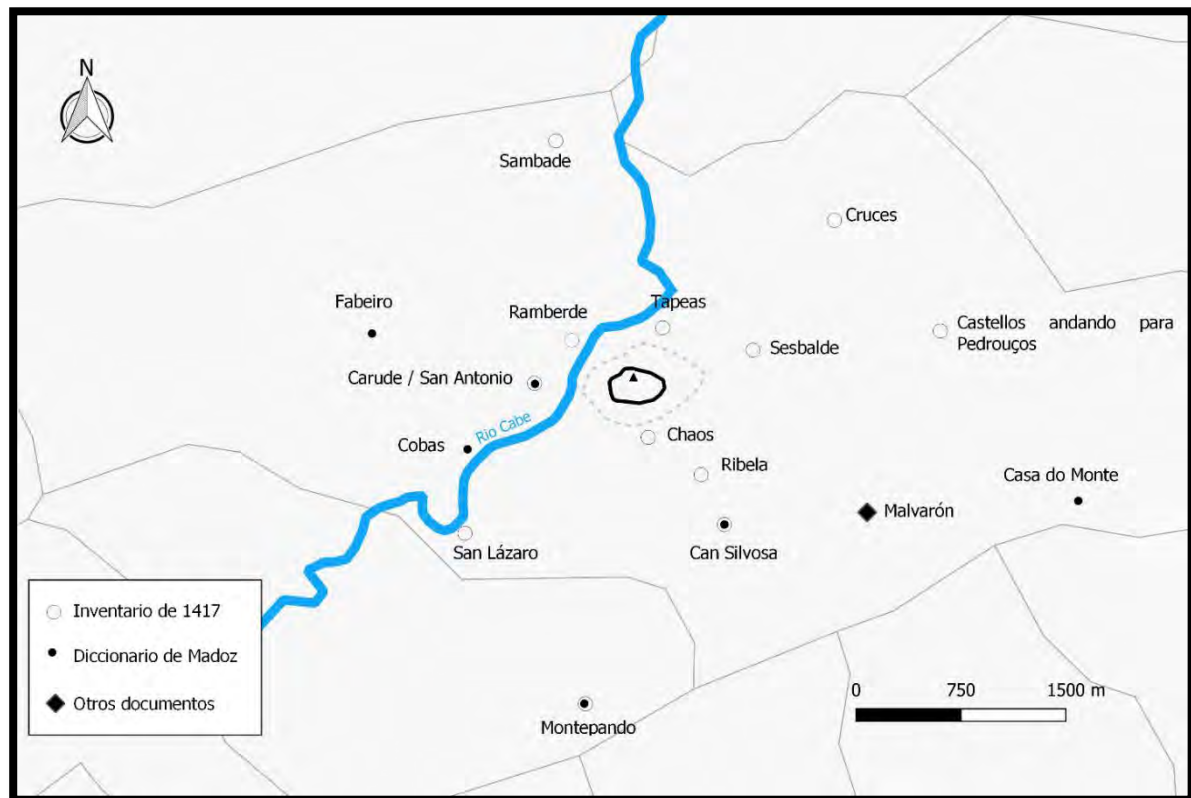 N
Sambade
Cruces
Fabeiro
Ramberde
Tapeas
Castellos andando para
Pedrouços
Sesbalde
Carude / San Antonio
Rio Cabe
Cobas
Chaos
Ribela
Casa do Monte
Malvarón
San Lázaro
Can Silvosa
Inventario de 1417
Diccionario de Madoz
Otros documentos
0 750 1500 m
Montepando